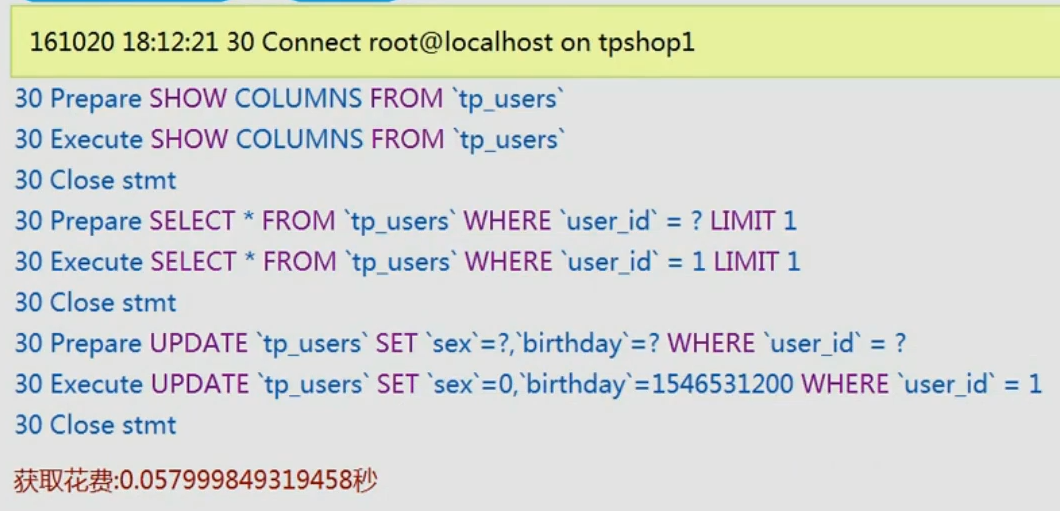 161020 18:12:21 30 Connect root@localhost on tpshop1
30 Prepare SHOW COLUMNS FROM `tp_users`
30 Execute SHOW COLUMNS FROM `tp_users`
30 Close stmt
30 Prepare SELECT * FROM `tp_users` WHERE `user_id` = ? LIMIT 1
30 Execute SELECT * FROM `tp_users` WHERE `user_id` = 1 LIMIT 1
30 Close stmt
30 Prepare UPDATE `tp_users` SET `sex`=?,`birthday`=? WHERE `user_id` = ?
30 Execute UPDATE `tp_users` SET `sex`=0,`birthday`=1546531200 WHERE `user_id` = 1
30 Close stmt
获取花费:0.057999849319458秒